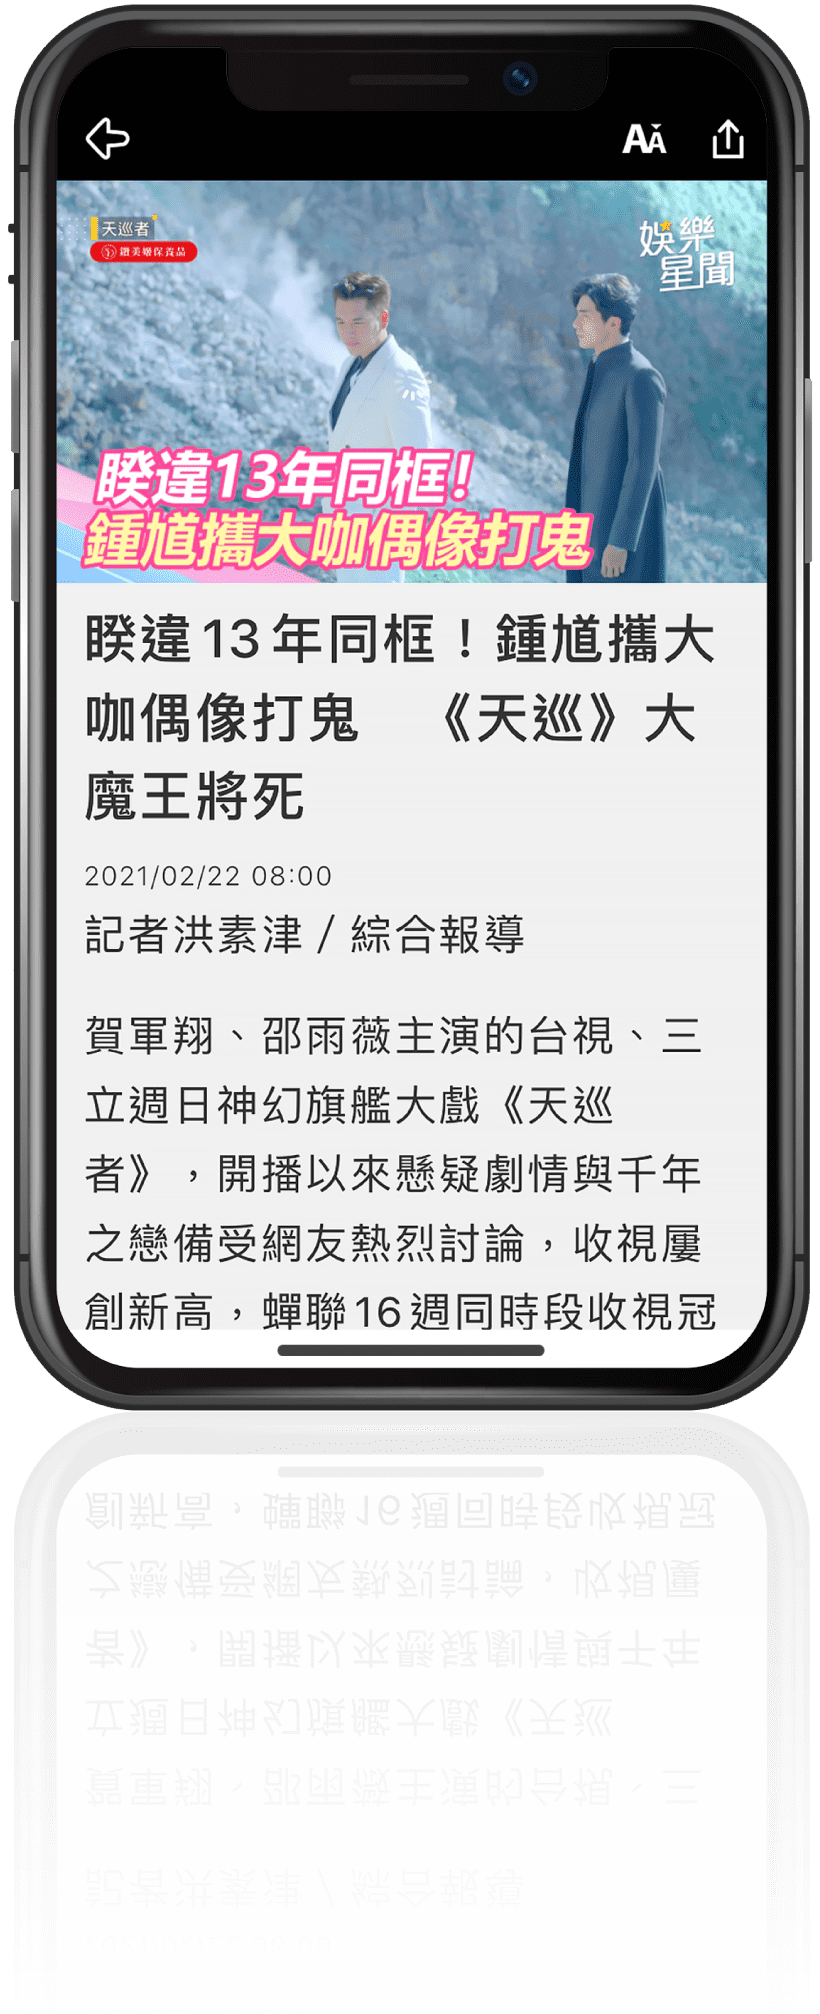 AA
天巡者
娛樂
星聞
讚美姬保養品
睽違13年同框!
鍾馗攜大咖偶像打鬼
睽違13年同框！鍾馗攜大
咖偶像打鬼　《天巡》大
魔王將死
2021/02/22 08:00
記者洪素津／綜合報導
賀軍翔、邵雨薇主演的台視、三
立週日神幻旗艦大戲《天巡
者》，開播以來懸疑劇情與千年
之戀備受網友熱烈討論，收視屢
創新高，蟬聯16週同時段收視冠